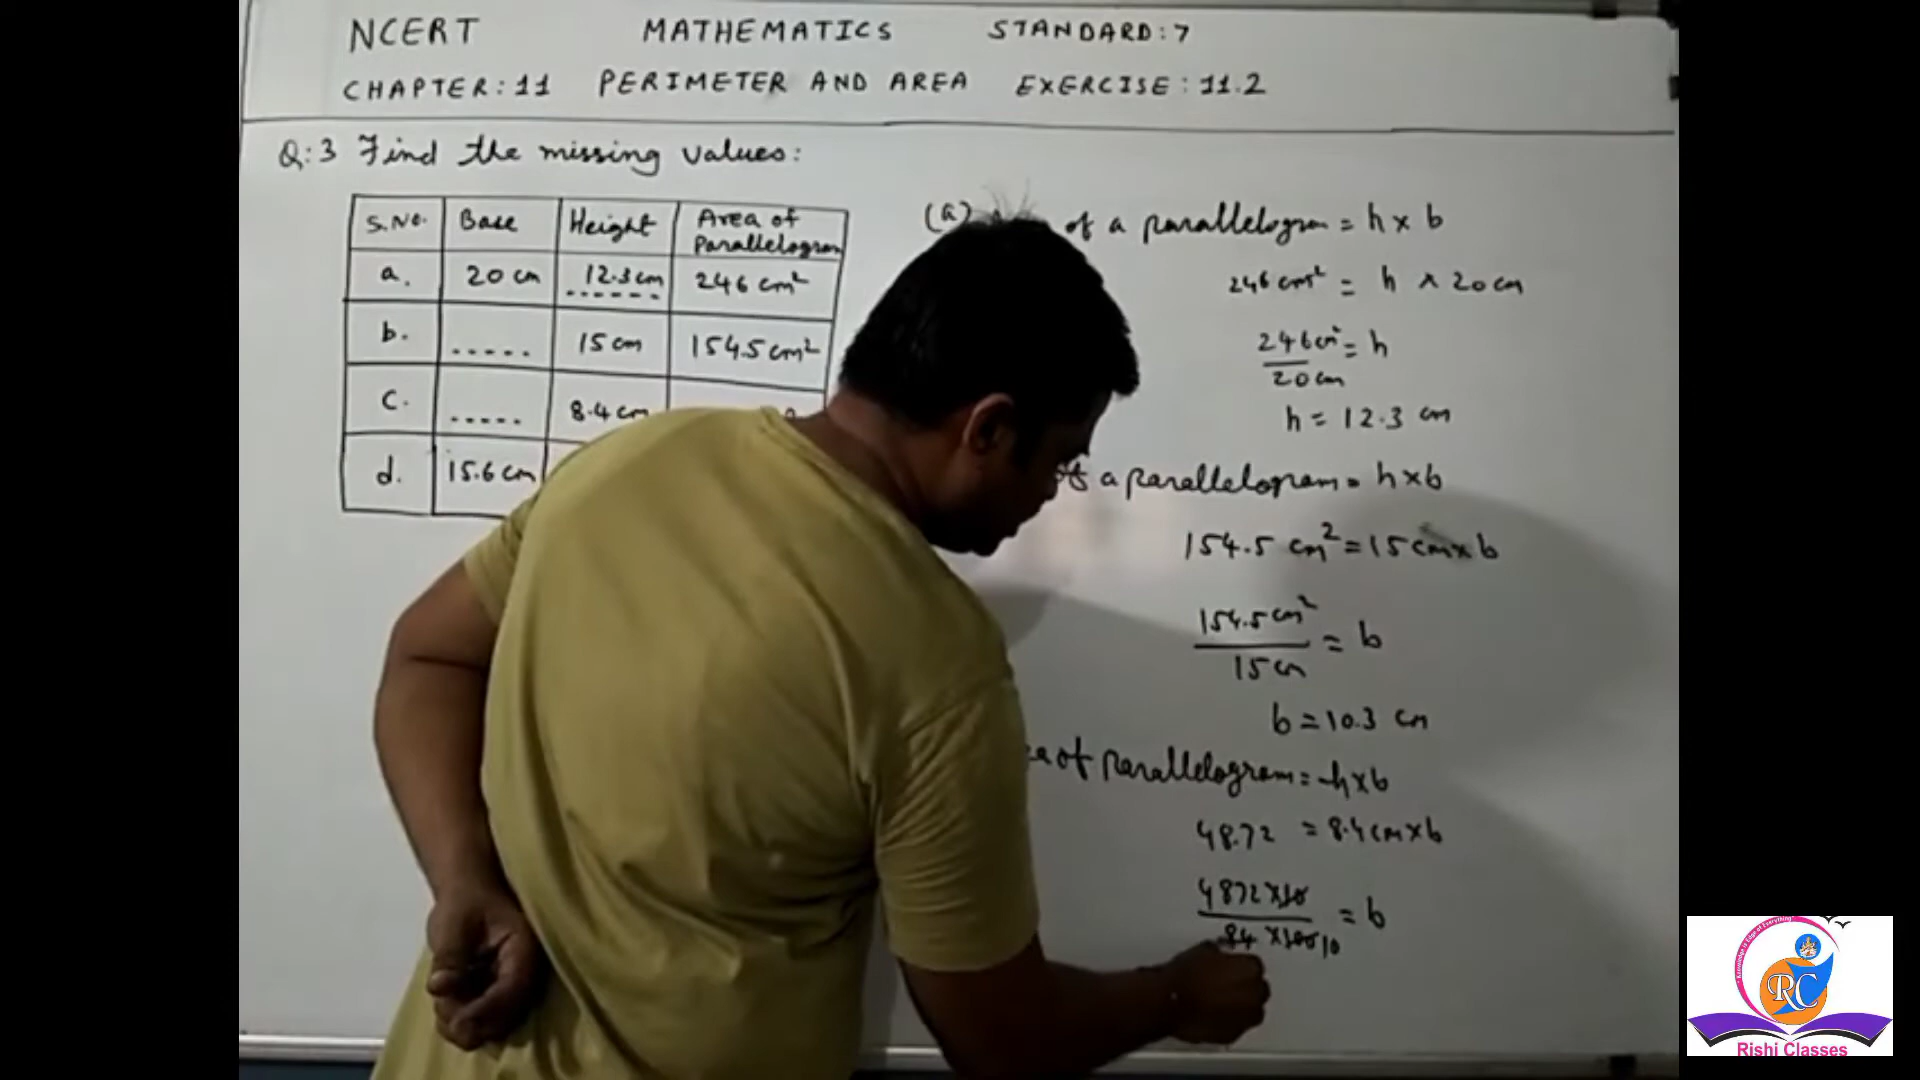 NCERT MATHEMATICS STANDARD: 7
CHAPTER: 11 PERIMETER AND AREA EXERCISE: 11.2
Q:3 Find the missing values:
S.No. Base Height Area of Parallelogram
a. 20 cm 12.3 cm 246 cm²
b. ..... 15 cm 154.5 cm²
c. ..... 8.4 cm
d. 15.6 cm
(a) of a parallelogram = h × b
246 cm² = h × 20 cm
246 cm² = h
20 cm
h = 12.3 cm
of a parallelogram = h × b
154.5 cm² = 15 cm × b
154.5 cm² = b
15 cm
b = 10.3 cm
of parallelogram = h × b
48.72 = 8.4 cm × b
4872 × 10 = b
84 × 100 10
RC
Rishi Classes